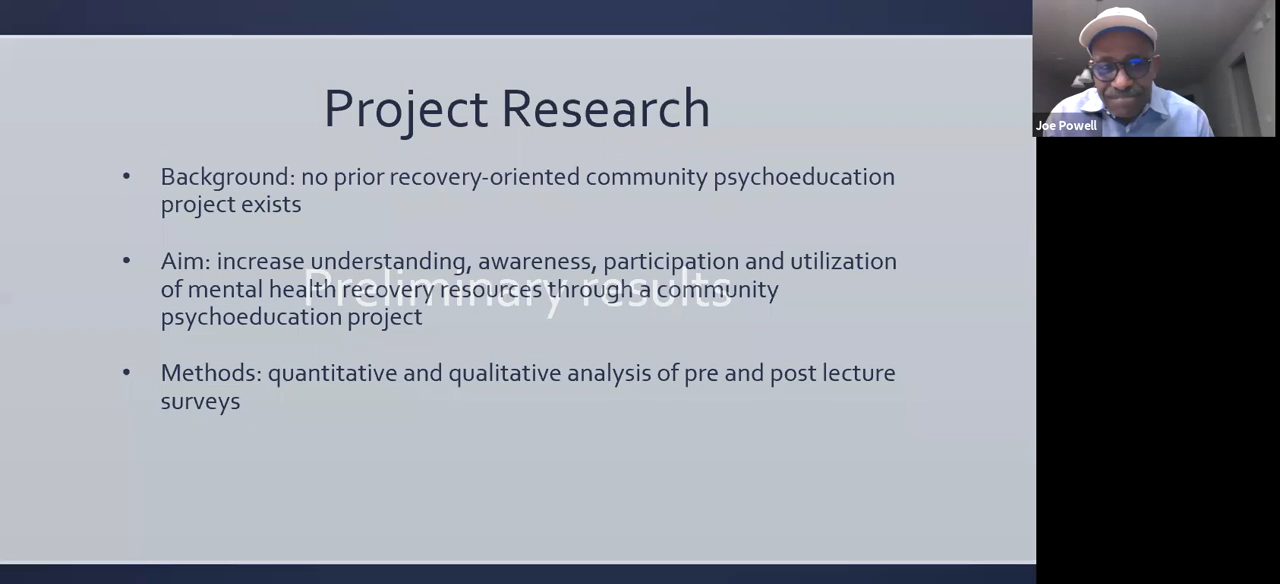 Project Research
• Background: no prior recovery-oriented community psychoeducation
project exists
• Aim: increase understanding, awareness, participation and utilization
of mental health recovery resources through a community
psychoeducation project
Preliminary results
• Methods: quantitative and qualitative analysis of pre and post lecture
surveys
Joe Powell